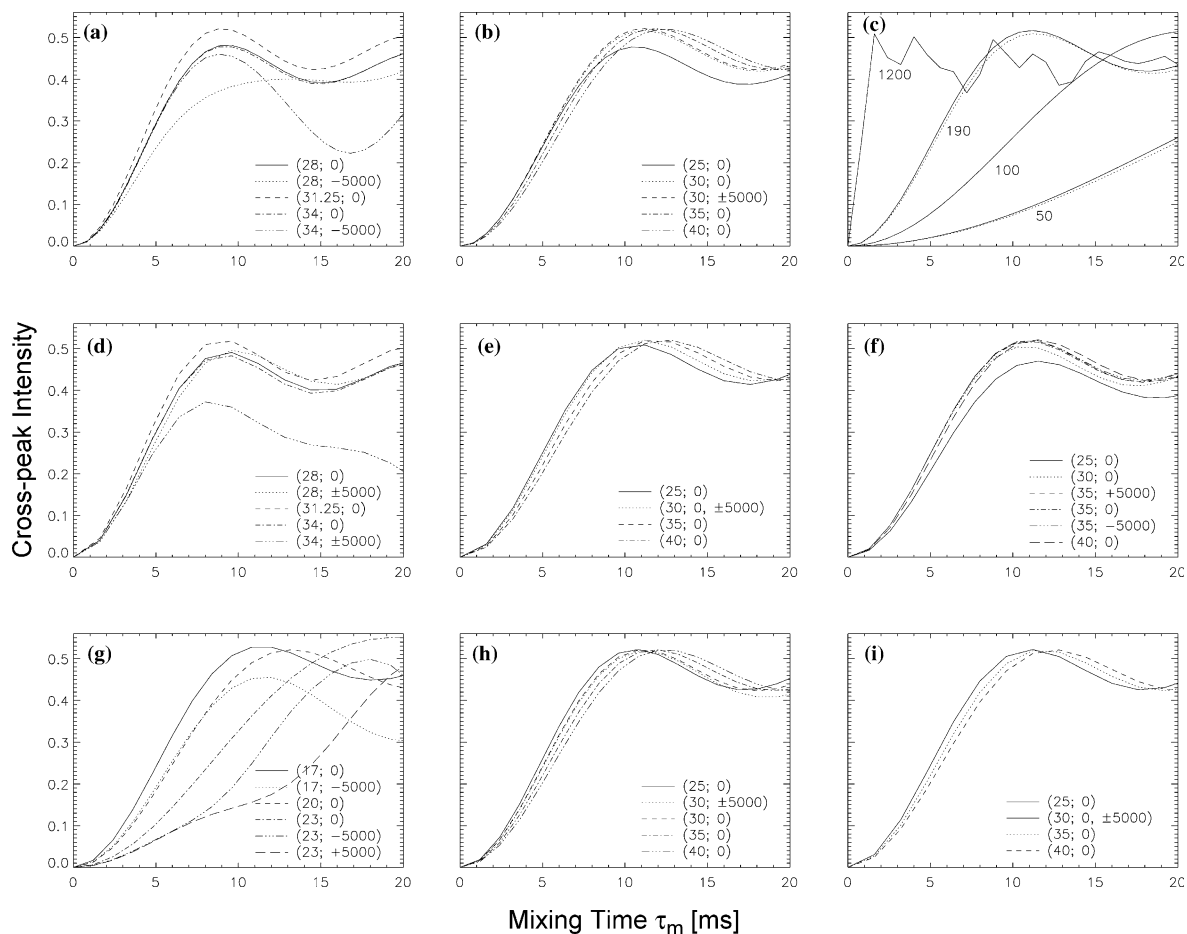 (a)
0.5
0.4
0.3
0.2
0.1
0.0
(28; 0)
(28; −5000)
(31.25; 0)
(34; 0)
(34; −5000)
0 5 10 15 20
(b)
(25; 0)
(30; 0)
(30; ±5000)
(35; 0)
(40; 0)
0 5 10 15 20
(c)
1200
190
100
50
0 5 10 15 20
Cross-peak Intensity
(d)
0.5
0.4
0.3
0.2
0.1
0.0
(28; 0)
(28; ±5000)
(31.25; 0)
(34; 0)
(34; ±5000)
0 5 10 15 20
(e)
(25; 0)
(30; 0, ±5000)
(35; 0)
(40; 0)
0 5 10 15 20
(f)
(25; 0)
(30; 0)
(35; +5000)
(35; 0)
(35; −5000)
(40; 0)
0 5 10 15 20
(g)
0.5
0.4
0.3
0.2
0.1
0.0
(17; 0)
(17; −5000)
(20; 0)
(23; 0)
(23; −5000)
(23; +5000)
0 5 10 15 20
(h)
(25; 0)
(30; ±5000)
(30; 0)
(35; 0)
(40; 0)
0 5 10 15 20
(i)
(25; 0)
(30; 0, ±5000)
(35; 0)
(40; 0)
0 5 10 15 20
Mixing Time τm [ms]